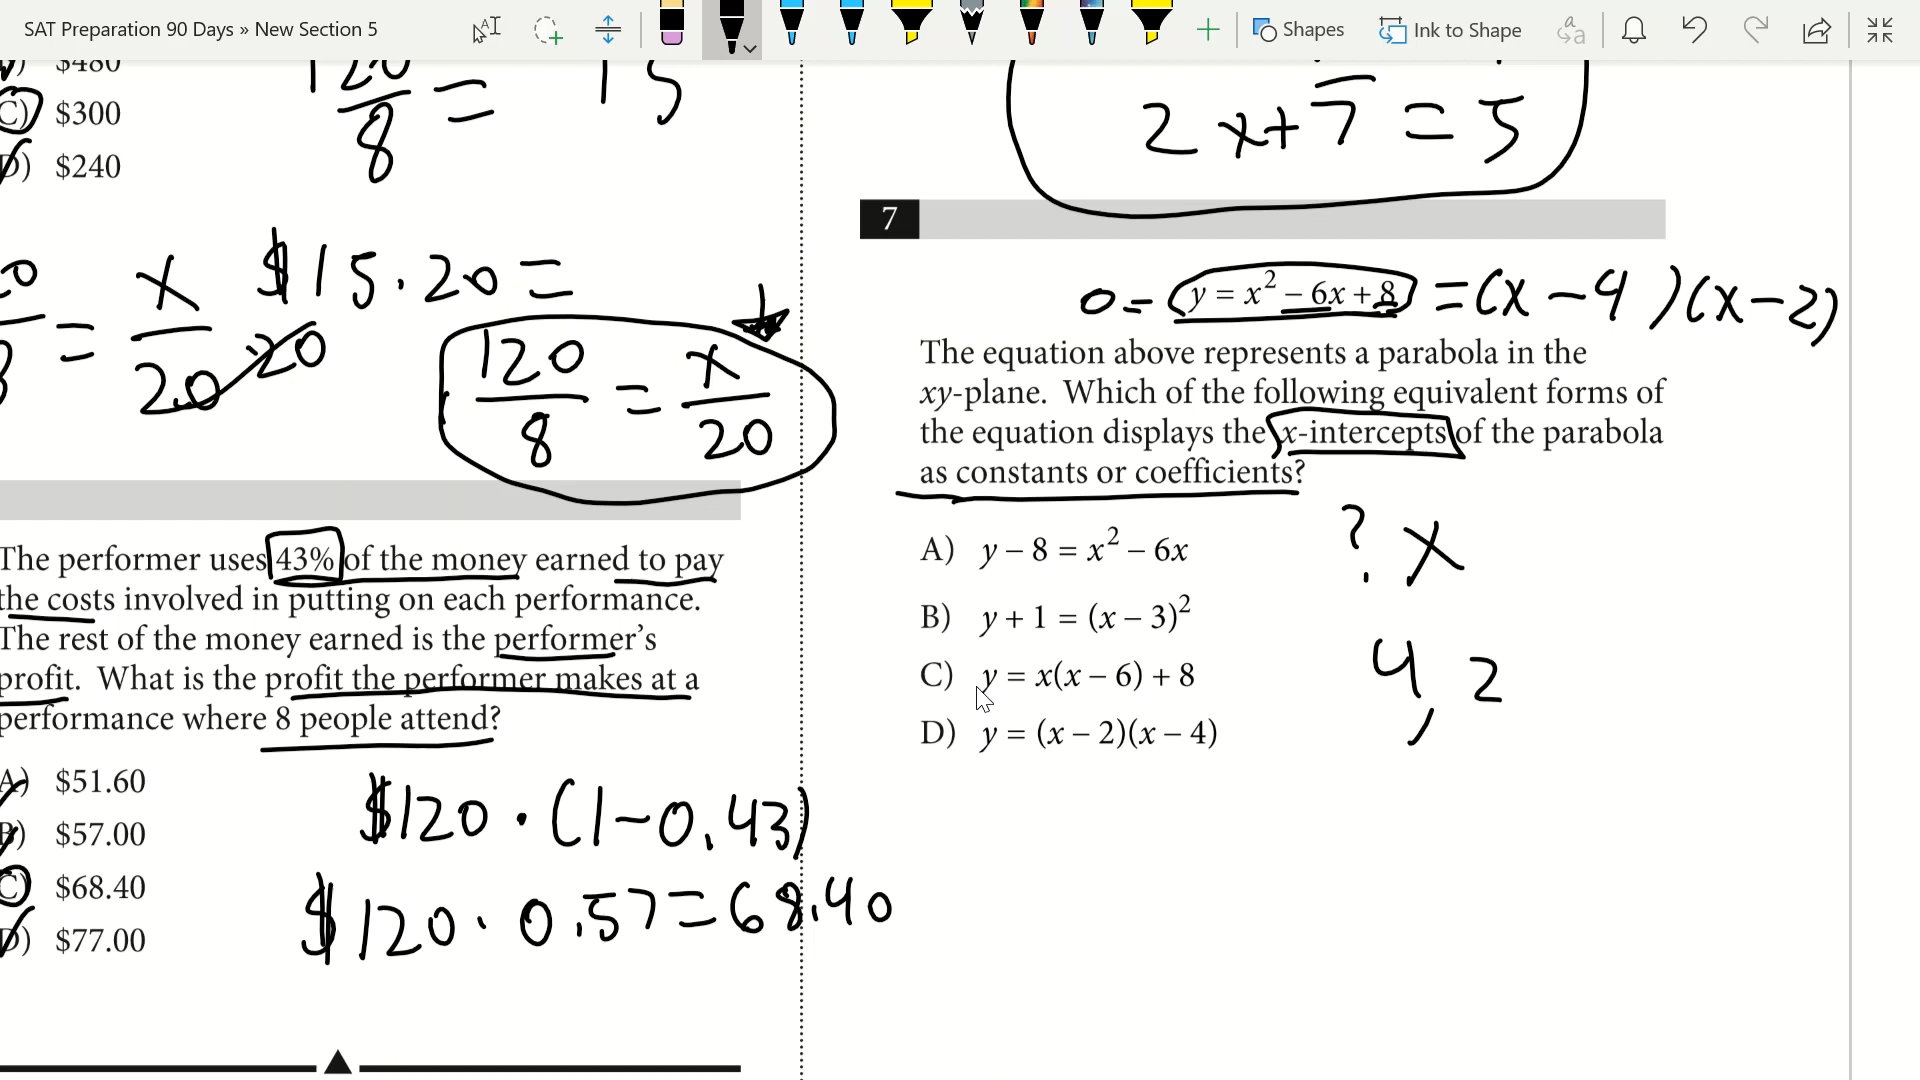 SAT Preparation 90 Days » New Section 5
Shapes
Ink to Shape
$480
C) $300
D) $240
120/8 = 15
x/20
20
$15.20 =
120/8 = x/20
The performer uses 43% of the money earned to pay
the costs involved in putting on each performance.
The rest of the money earned is the performer’s
profit. What is the profit the performer makes at a
performance where 8 people attend?
A) $51.60
B) $57.00
C) $68.40
D) $77.00
$120 · (1-0.43)
$120 · 0.57=68.40
2x+7 = 5
7
0 = y = x² − 6x + 8 = (x-4)(x-2)
The equation above represents a parabola in the
xy-plane. Which of the following equivalent forms of
the equation displays the x-intercepts of the parabola
as constants or coefficients?
? x
A) y − 8 = x² − 6x
B) y + 1 = (x − 3)²
4, 2
C) y = x(x − 6) + 8
D) y = (x − 2)(x − 4)